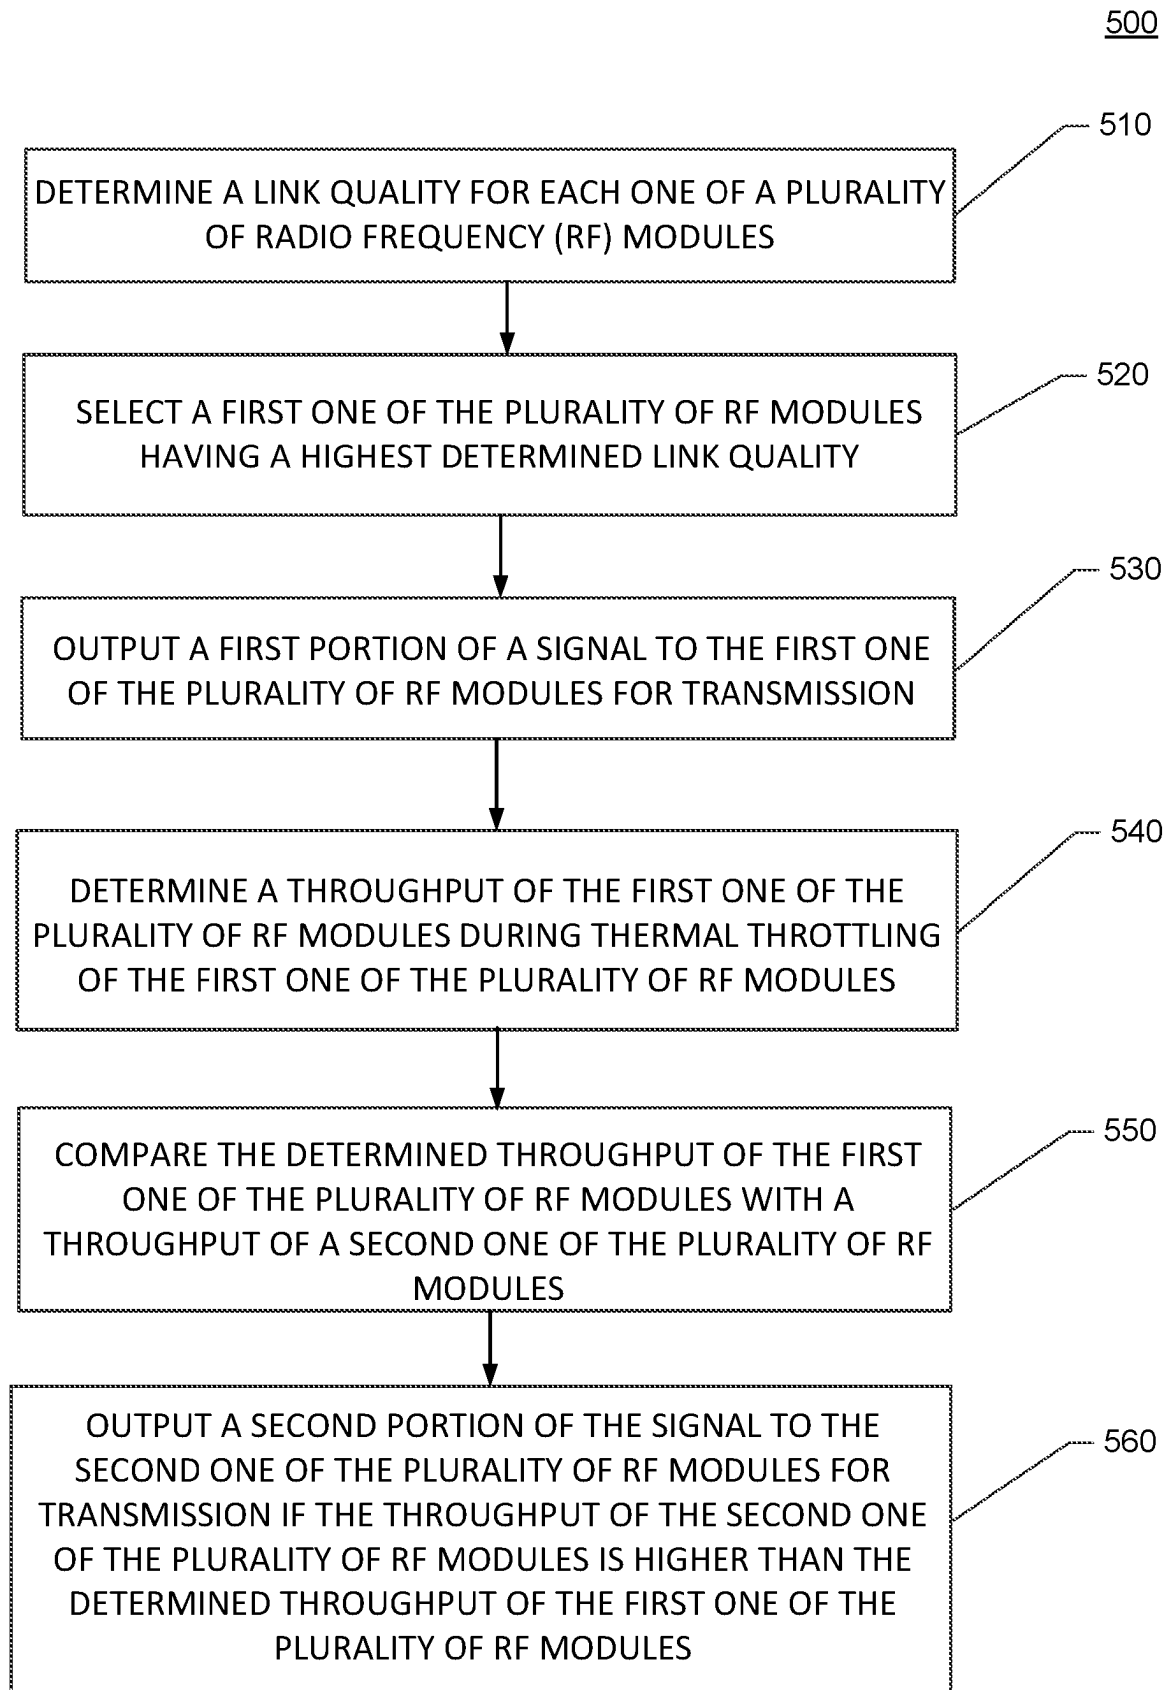 500
510
DETERMINE A LINK QUALITY FOR EACH ONE OF A PLURALITY
OF RADIO FREQUENCY (RF) MODULES
520
SELECT A FIRST ONE OF THE PLURALITY OF RF MODULES
HAVING A HIGHEST DETERMINED LINK QUALITY
530
OUTPUT A FIRST PORTION OF A SIGNAL TO THE FIRST ONE
OF THE PLURALITY OF RF MODULES FOR TRANSMISSION
540
DETERMINE A THROUGHPUT OF THE FIRST ONE OF THE
PLURALITY OF RF MODULES DURING THERMAL THROTTLING
OF THE FIRST ONE OF THE PLURALITY OF RF MODULES
550
COMPARE THE DETERMINED THROUGHPUT OF THE FIRST
ONE OF THE PLURALITY OF RF MODULES WITH A
THROUGHPUT OF A SECOND ONE OF THE PLURALITY OF RF
MODULES
560
OUTPUT A SECOND PORTION OF THE SIGNAL TO THE
SECOND ONE OF THE PLURALITY OF RF MODULES FOR
TRANSMISSION IF THE THROUGHPUT OF THE SECOND ONE
OF THE PLURALITY OF RF MODULES IS HIGHER THAN THE
DETERMINED THROUGHPUT OF THE FIRST ONE OF THE
PLURALITY OF RF MODULES